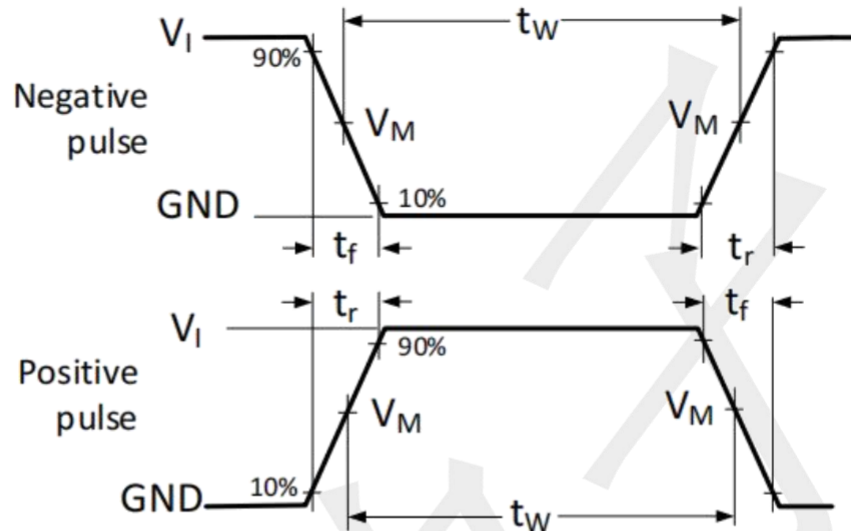 V_I
90%
t_W
Negative
pulse
V_M
V_M
GND
10%
t_f
t_r
t_r
t_f
V_I
90%
Positive
pulse
V_M
V_M
GND
10%
t_W